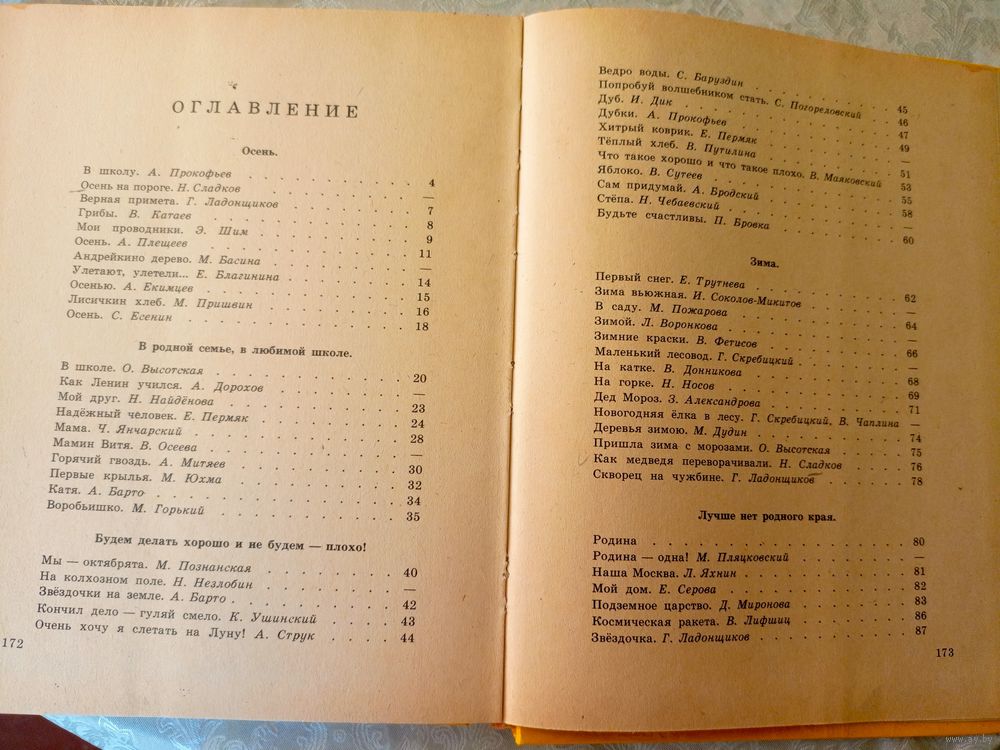 ОГЛАВЛЕНИЕ
Осень.
В школу. А. Прокофьев 4
Осень на пороге. Н. Сладков —
Верная примета. Г. Ладонщиков 7
Грибы. В. Катаев 8
Мои проводники. Э. Шим 9
Осень. А. Плещеев 11
Андрейкино дерево. М. Басина —
Улетают, улетели... Е. Благинина 14
Осенью. А. Екимцев 15
Лисичкин хлеб. М. Пришвин 16
Осень. С. Есенин 18
В родной семье, в любимой школе.
В школе. О. Высотская 20
Как Ленин учился. А. Дорохов —
Мой друг. Н. Найдёнова 23
Надёжный человек. Е. Пермяк 24
Мама. Ч. Янчарский 28
Мамин Витя. В. Осеева —
Горячий гвоздь. А. Митяев 30
Первые крылья. М. Юхма 32
Катя. А. Барто 34
Воробьишко. М. Горький 35
Будем делать хорошо и не будем — плохо!
Мы — октябрята. М. Познанская 40
На колхозном поле. Н. Незлобин
Звёздочки на земле. А. Барто 42
Кончил дело — гуляй смело. К. Ушинский 43
Очень хочу я слетать на Луну! А. Струк 44
172
Ведро воды. С. Баруздин 45
Попробуй волшебником стать. С. Погореловский 46
Дуб. И. Дик 47
Дубки. А. Прокофьев 49
Хитрый коврик. Е. Пермяк —
Тёплый хлеб. В. Путилина 51
Что такое хорошо и что такое плохо. В. Маяковский 53
Яблоко. В. Сутеев 55
Сам придумай. А. Бродский 58
Стёпа. Н. Чебаевский —
Будьте счастливы. П. Бровка 60
Зима.
Первый снег. Е. Трутнева 62
Зима вьюжная. И. Соколов-Микитов —
В саду. М. Пожарова 64
Зимой. Л. Воронкова —
Зимние краски. В. Фетисов 66
Маленький лесовод. Г. Скребицкий —
На катке. В. Донникова 68
На горке. Н. Носов 69
Дед Мороз. З. Александрова 71
Новогодняя ёлка в лесу. Г. Скребицкий, В. Чаплина —
Деревья зимою. М. Дудин 74
Пришла зима с морозами. О. Высотская 75
Как медведя переворачивали. Н. Сладков 76
Скворец на чужбине. Г. Ладонщиков 78
Лучше нет родного края.
Родина 80
Родина — одна! М. Пляцковский —
Наша Москва. Л. Яхнин 81
Мой дом. Е. Серова 82
Подземное царство. Д. Миронова 83
Космическая ракета. В. Лифшиц 86
Звёздочка. Г. Ладонщиков 87
173
www.ay.by